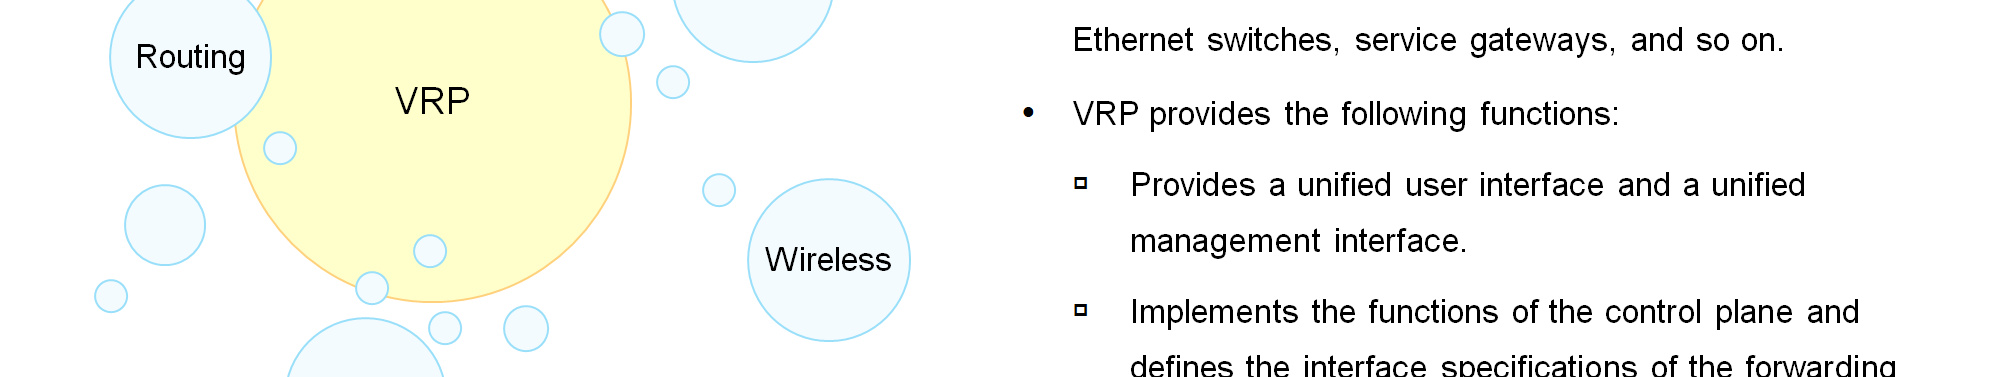 Routing
VRP
Wireless
Ethernet switches, service gateways, and so on.
• VRP provides the following functions:
▫ Provides a unified user interface and a unified
management interface.
▫ Implements the functions of the control plane and
defines the interface specifications of the forwarding